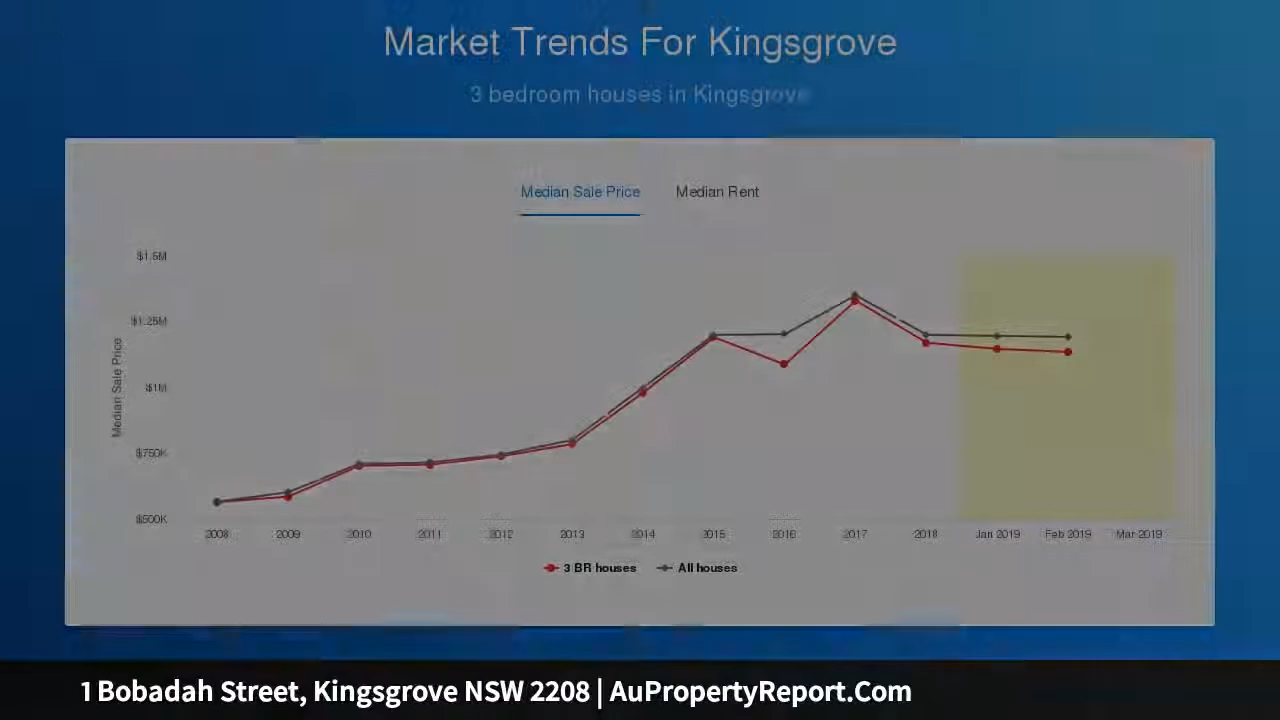 Market Trends For Kingsgrove
3 bedroom houses in Kingsgrove
Median Sale Price Median Rent
$1.5M
$1.25M
$1M
$750K
$500K
Median Sale Price
2008 2009 2010 2011 2012 2013 2014 2015 2016 2017 2018 Jan 2019 Feb 2019 Mar 2019
3 BR houses All houses
1 Bobadah Street, Kingsgrove NSW 2208 | AuPropertyReport.Com